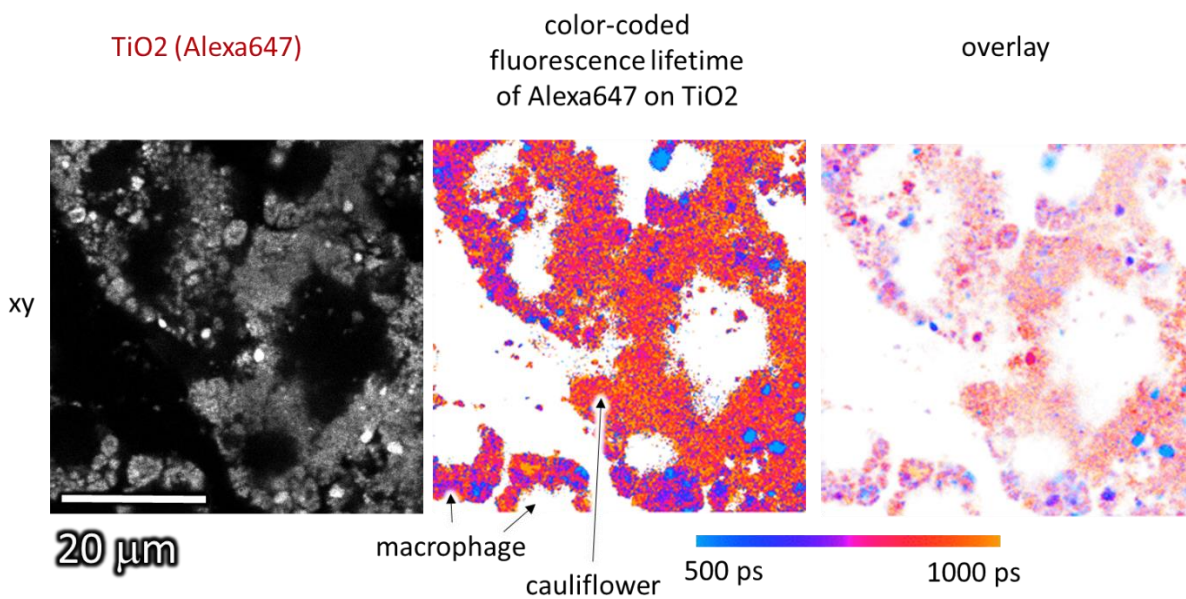 TiO2 (Alexa647)
color-coded
fluorescence lifetime
of Alexa647 on TiO2
overlay
xy
20 μm
macrophage
cauliflower
500 ps
1000 ps